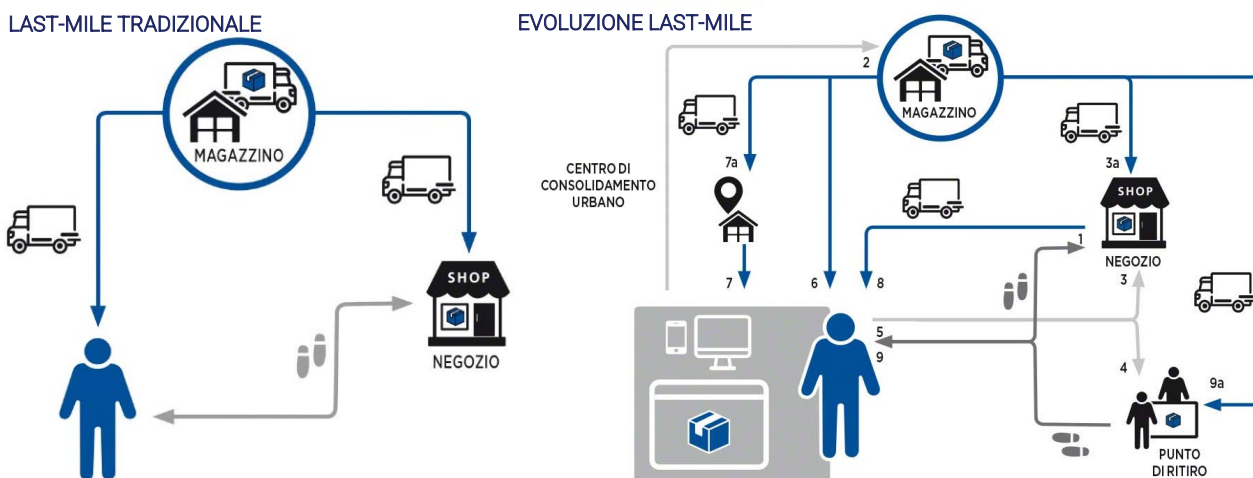 LAST-MILE TRADIZIONALE
MAGAZZINO
SHOP
NEGOZIO
EVOLUZIONE LAST-MILE
2
MAGAZZINO
7a
3a
CENTRO DI
CONSOLIDAMENTO
URBANO
SHOP
1
NEGOZIO
7
6
8
3
5
9
4
9a
PUNTO
DI RITIRO